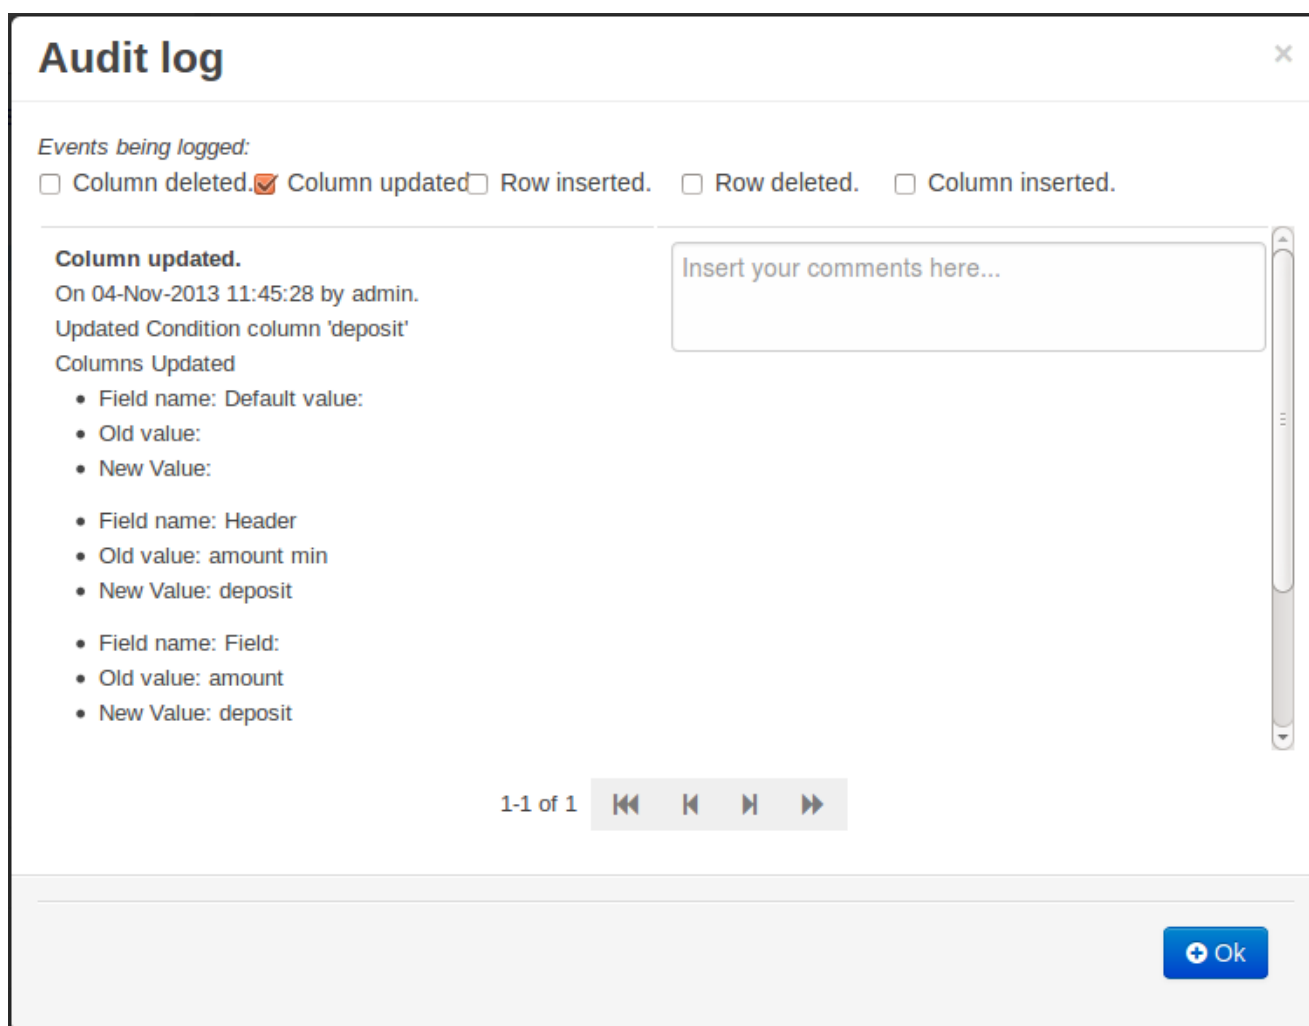 Audit log
Events being logged:
Column deleted. Column updated Row inserted. Row deleted. Column inserted.
Column updated.
On 04-Nov-2013 11:45:28 by admin.
Updated Condition column 'deposit'
Columns Updated
• Field name: Default value:
• Old value:
• New Value:
• Field name: Header
• Old value: amount min
• New Value: deposit
• Field name: Field:
• Old value: amount
• New Value: deposit
Insert your comments here...
1-1 of 1
Ok